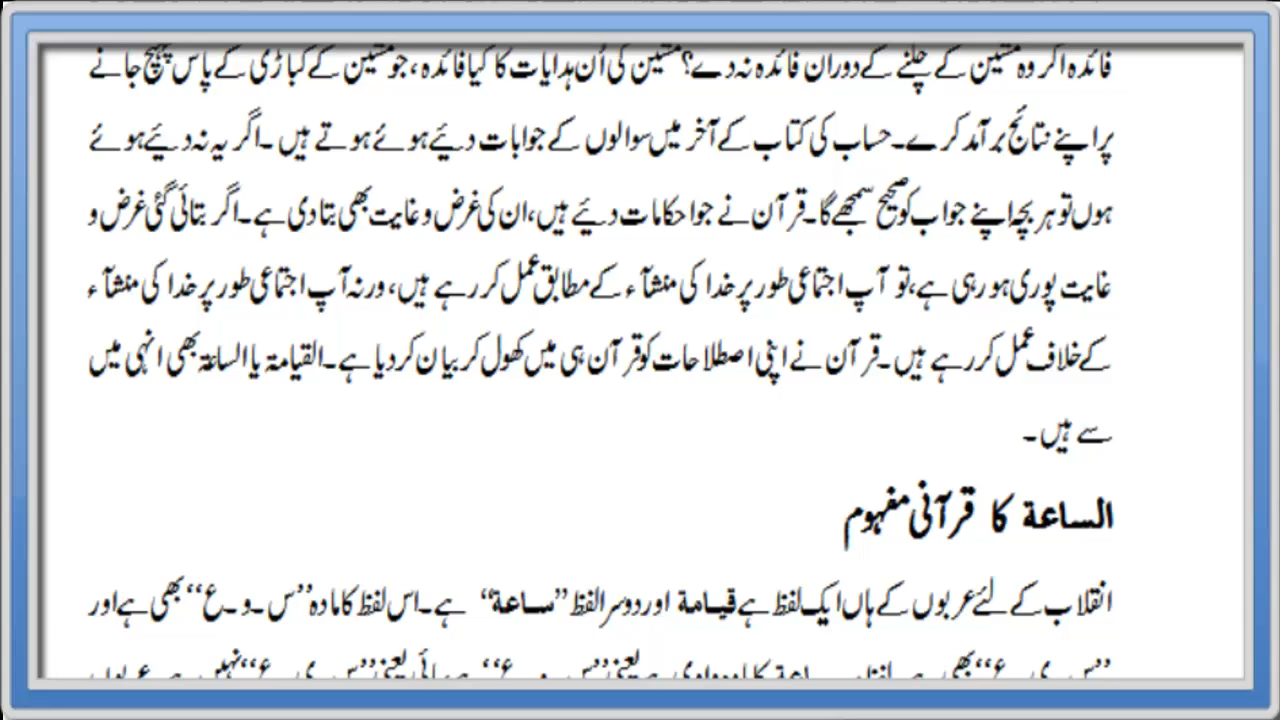 فائدہ اگر وہ مشین کے چلنے کے دوران فائدہ نہ دے؟ مشین کی اُن ہدایات کا کیا فائدہ، جو مشین کے کباڑی کے پاس پہنچ جانے
پر اپنے نتائج برآمد کرے۔ حساب کی کتاب کے آخر میں سوالوں کے جوابات دیئے ہوئے ہوتے ہیں۔ اگر یہ نہ دیئے ہوئے
ہوں تو ہر بچہ اپنے جواب کو صحیح سمجھے گا۔ قرآن نے جو احکامات دیئے ہیں، ان کی غرض و غایت بھی بتا دی ہے۔ اگر بتائی گئی غرض و
غایت پوری ہو رہی ہے، تو آپ اجتماعی طور پر خدا کی منشآء کے مطابق عمل کر رہے ہیں، ورنہ آپ اجتماعی طور پر خدا کی منشآء
کے خلاف عمل کر رہے ہیں۔ قرآن نے اپنی اصطلاحات کو قرآن ہی میں کھول کر بیان کر دیا ہے۔ القیامۃ یا الساعۃ بھی انہی میں
سے ہیں۔
الساعة کا قرآنی مفہوم
انقلاب کے لئے عربوں کے ہاں ایک لفظ ہے قیامة اور دوسرا لفظ ”ساعة“ ہے۔ اس لفظ کا مادہ ”س۔و۔ع“ بھی ہے اور
”س۔ی۔ع“ بھی ہے